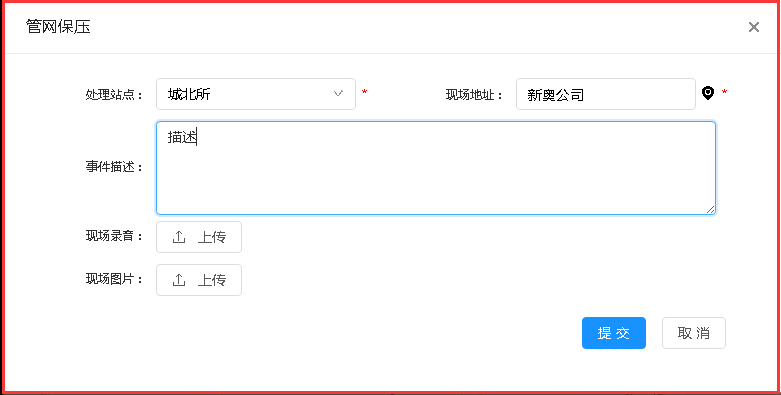 管网保压
处理站点： 城北所 * 现场地址： 新奥公司 *
事件描述： 描述
现场录音： 上传
现场图片： 上传
提 交 取 消